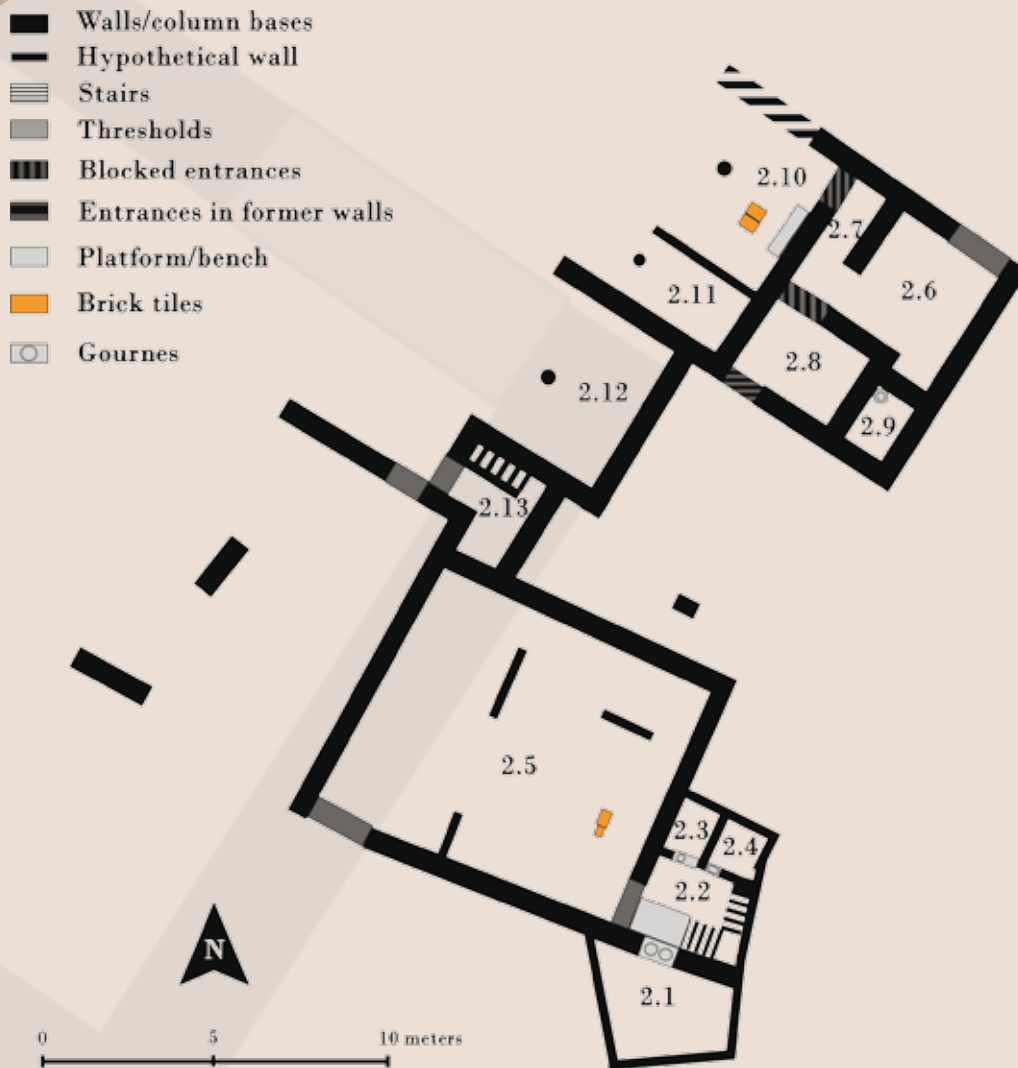 Walls/column bases
Hypothetical wall
Stairs
Thresholds
Blocked entrances
Entrances in former walls
Platform/bench
Brick tiles
Gournes
2.10
2.7
2.6
2.11
2.8
2.12
2.9
2.13
2.5
2.3
2.4
2.2
N
2.1
0 5 10 meters